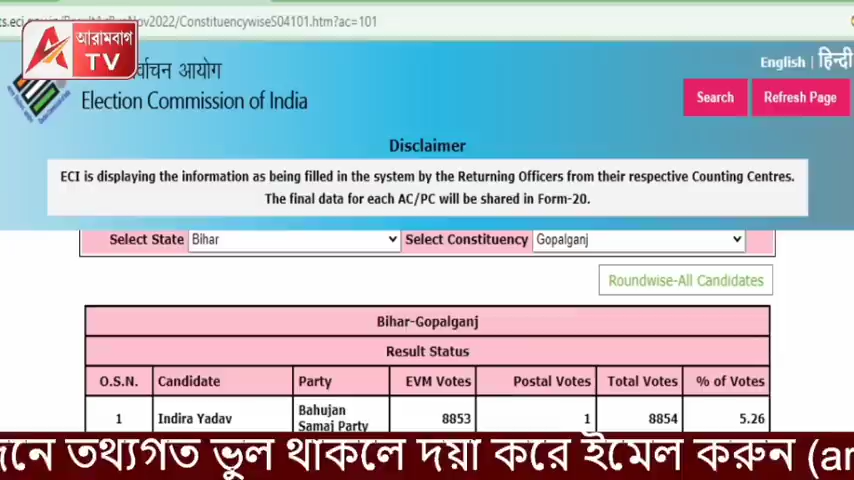 Nov2022/ConstituencywiseS04101.htm?ac=101
আরামবাগ
TV
निर्वाचन आयोग
English | हिन्दी
Election Commission of India
Search
Refresh Page
Disclaimer
ECI is displaying the information as being filled in the system by the Returning Officers from their respective Counting Centres.
The final data for each AC/PC will be shared in Form-20.
Select State Bihar Select Constituency Gopalganj
Roundwise-All Candidates
Bihar-Gopalganj
Result Status
O.S.N. Candidate Party EVM Votes Postal Votes Total Votes % of Votes
1 Indira Yadav Bahujan Samaj Party 8853 1 8854 5.26
তথ্যগত ভুল থাকলে দয়া করে ইমেল করুন (ar